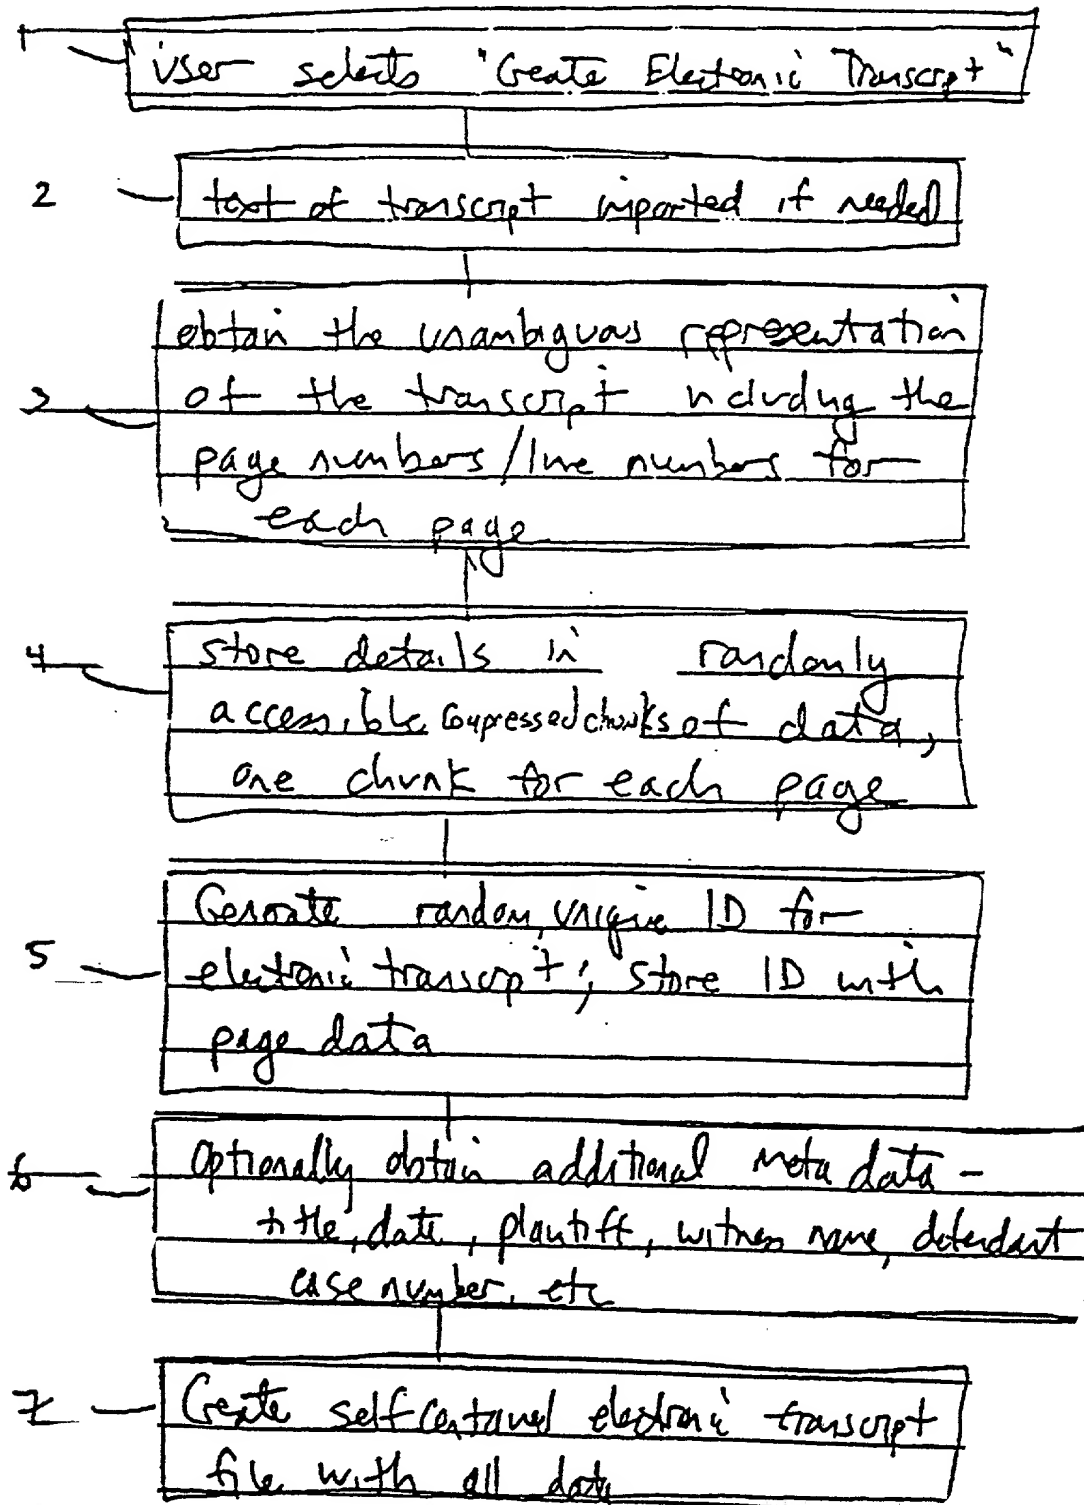 1
User selects "Create Electronic Transcript"
2
text of transcript imported if needed
obtain the unambiguous representation
3
of the transcript including the
page numbers/line numbers for
each page
4
store details in randomly
accessible compressed chunks of data,
one chunk for each page
Generate random, unique ID for
5
electronic transcript; store ID with
page data
6
Optionally obtain additional meta data -
title, date, plaintiff, witness name, defendant
case number, etc
7
Create self contained electronic transcript
file with all data